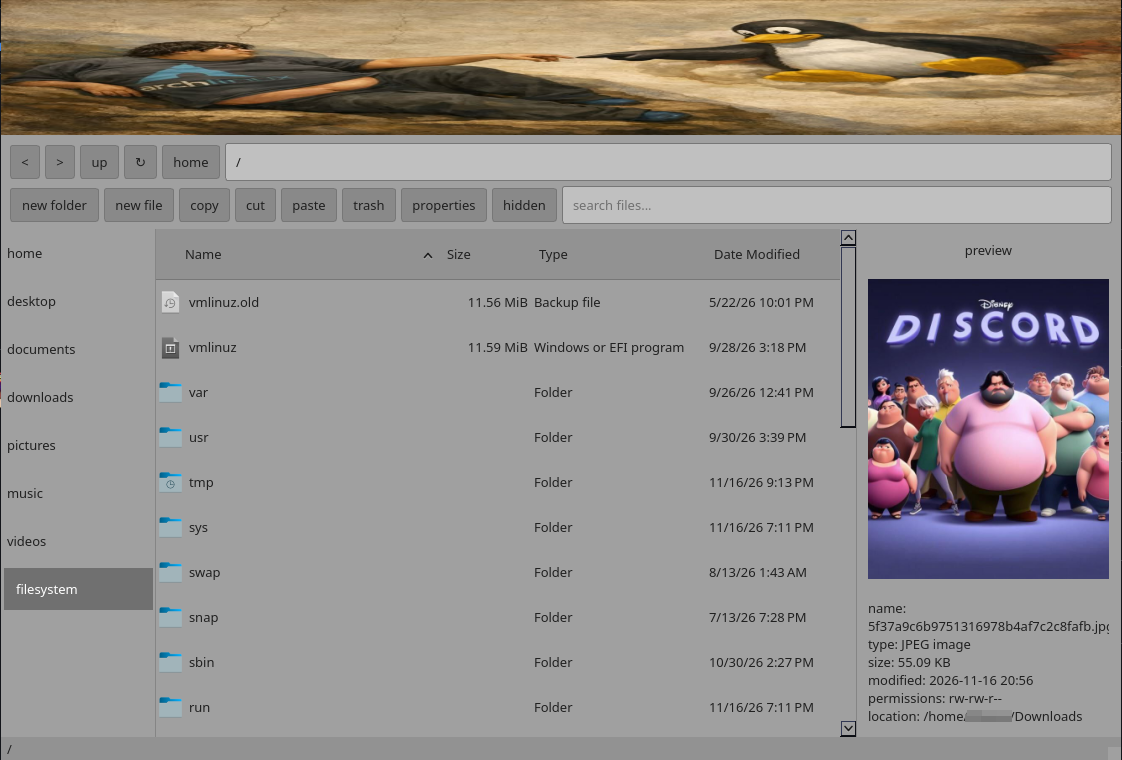 archlinux
< > up ↻ home /
new folder new file copy cut paste trash properties hidden search files...
home
desktop
documents
downloads
pictures
music
videos
filesystem
Name Size Type Date Modified
vmlinuz.old 11.56 MiB Backup file 5/22/26 10:01 PM
vmlinuz 11.59 MiB Windows or EFI program 9/28/26 3:18 PM
var Folder 9/26/26 12:41 PM
usr Folder 9/30/26 3:39 PM
tmp Folder 11/16/26 9:13 PM
sys Folder 11/16/26 7:11 PM
swap Folder 8/13/26 1:43 AM
snap Folder 7/13/26 7:28 PM
sbin Folder 10/30/26 2:27 PM
run Folder 11/16/26 7:11 PM
preview
Disney
DISCORD
name:
5f37a9c6b9751316978b4af7c2c8fafb.jpg
type: JPEG image
size: 55.09 KB
modified: 2026-11-16 20:56
permissions: rw-rw-r--
location: /home/ /Downloads
/